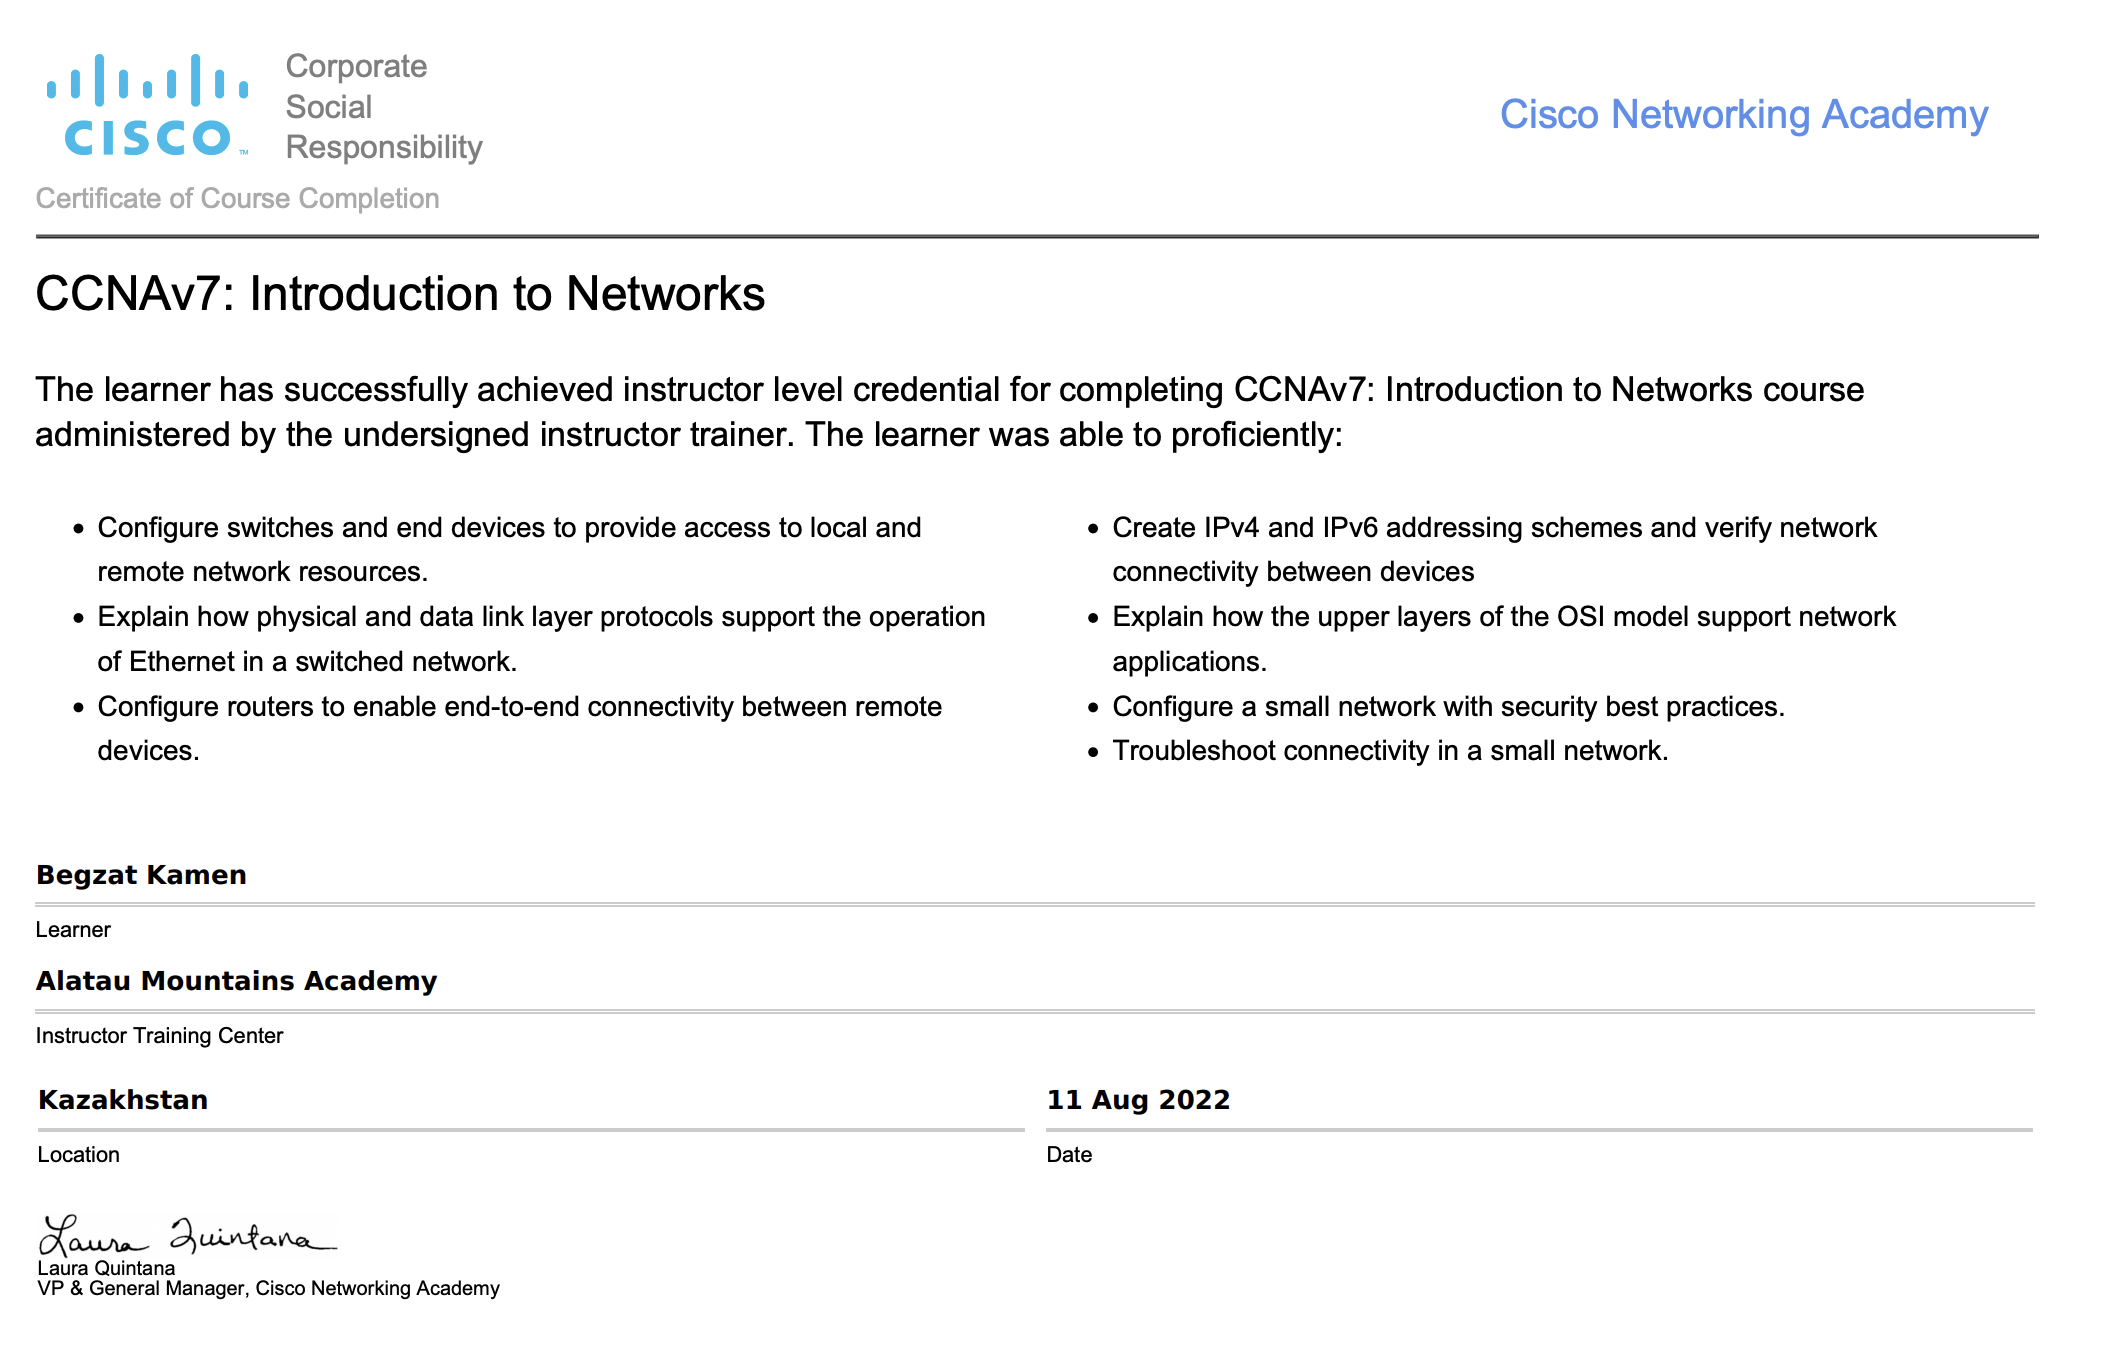 CISCO™
Corporate
Social
Responsibility
Cisco Networking Academy
Certificate of Course Completion
CCNAv7: Introduction to Networks
The learner has successfully achieved instructor level credential for completing CCNAv7: Introduction to Networks course
administered by the undersigned instructor trainer. The learner was able to proficiently:
• Configure switches and end devices to provide access to local and
remote network resources.
• Explain how physical and data link layer protocols support the operation
of Ethernet in a switched network.
• Configure routers to enable end-to-end connectivity between remote
devices.
• Create IPv4 and IPv6 addressing schemes and verify network
connectivity between devices
• Explain how the upper layers of the OSI model support network
applications.
• Configure a small network with security best practices.
• Troubleshoot connectivity in a small network.
Begzat Kamen
Learner
Alatau Mountains Academy
Instructor Training Center
Kazakhstan
Location
11 Aug 2022
Date
Laura Quintana
Laura Quintana
VP & General Manager, Cisco Networking Academy